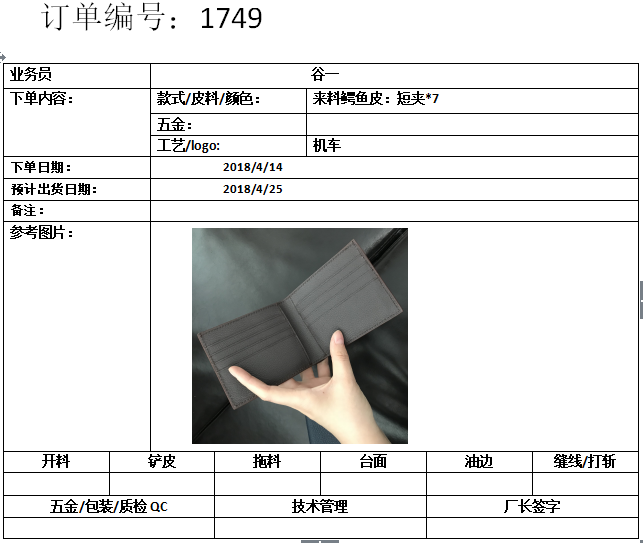 订单编号：1749
业务员 谷一
下单内容： 款式/皮料/颜色： 来料鳄鱼皮：短夹*7
五金：
工艺/logo: 机车
下单日期： 2018/4/14
预计出货日期： 2018/4/25
备注：
参考图片：
开料 铲皮 拖料 台面 油边 缝线/打斩
五金/包装/质检 QC 技术管理 厂长签字